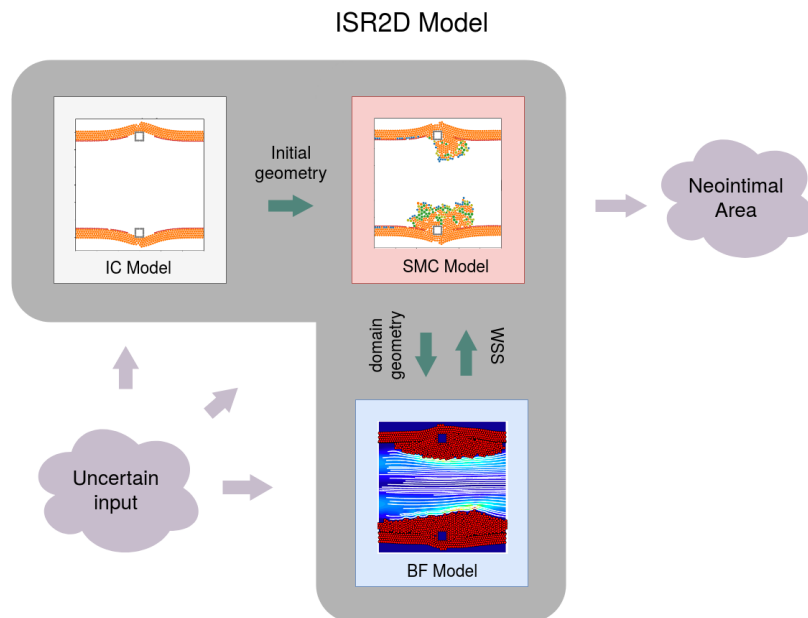 ISR2D Model
Initial
geometry
IC Model
SMC Model
Neointimal
Area
domain
geometry
WSS
Uncertain
input
BF Model